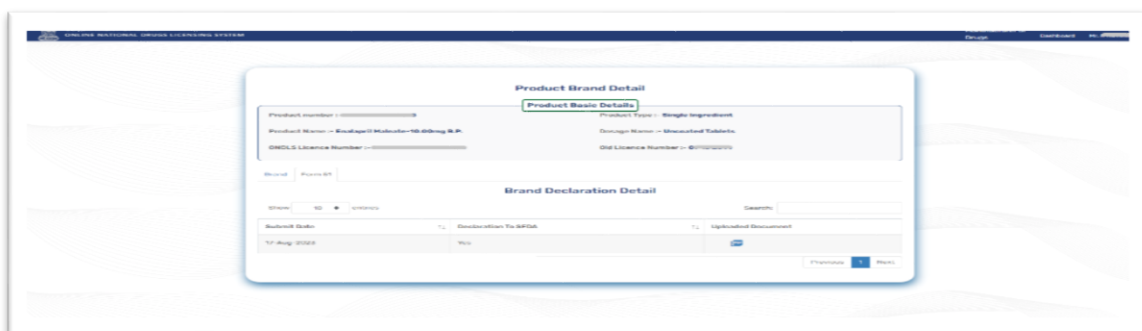 ONLINE NATIONAL DRUGS LICENSING SYSTEM
Drugs Dashboard
Product Brand Detail
Product Basic Details
Product number :- Product Type :- Single Ingredient
Product Name :- Enalapril Maleate-10.00mg B.P. Dosage Name :- Uncoated Tablets
ONDLS Licence Number :- Old Licence Number :-
Brand Form 51
Brand Declaration Detail
Show 10 entries Search:
Submit Date Declaration To SFDA Uploaded Document
17 Aug 2023 Yes
Previous 1 Next